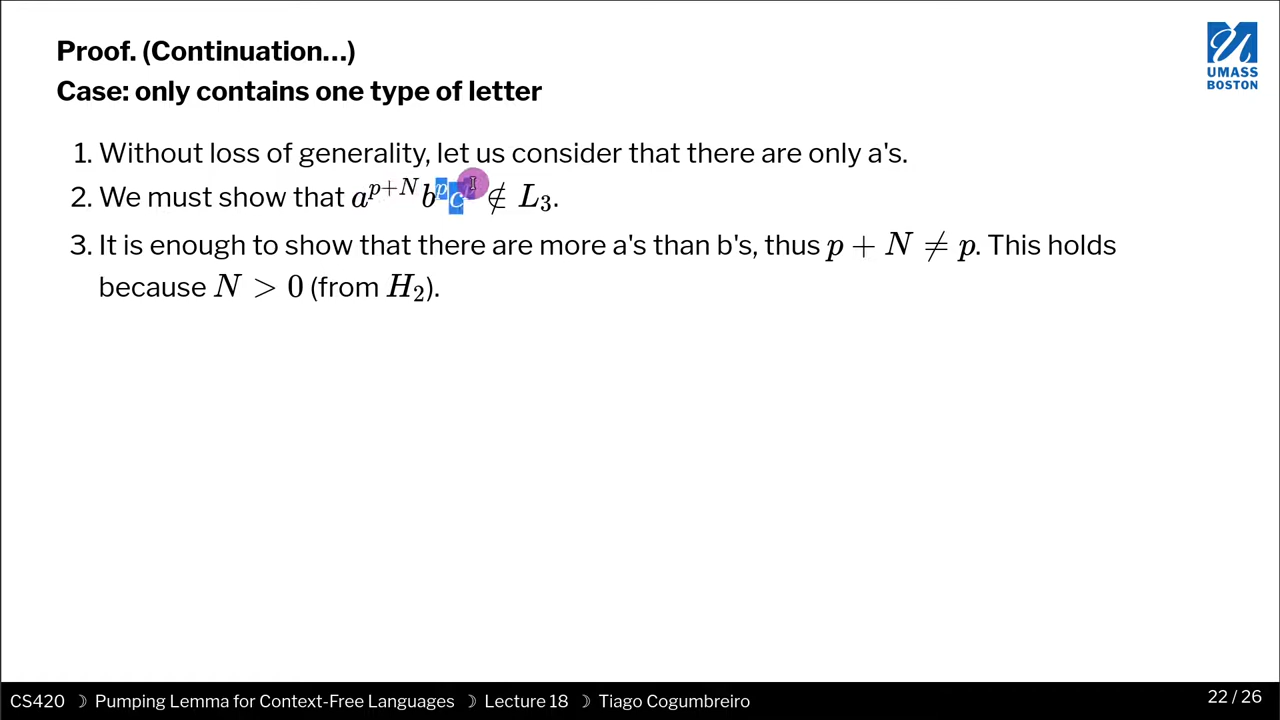 Proof. (Continuation...)
UMASS
BOSTON
Case: only contains one type of letter
1. Without loss of generality, let us consider that there are only a's.
2. We must show that a^{p+N}b^{p}c ∉ L₃.
3. It is enough to show that there are more a's than b's, thus p + N ≠ p. This holds
because N > 0 (from H₂).
CS420 ☽ Pumping Lemma for Context-Free Languages ☽ Lecture 18 ☽ Tiago Cogumbreiro
22 / 26